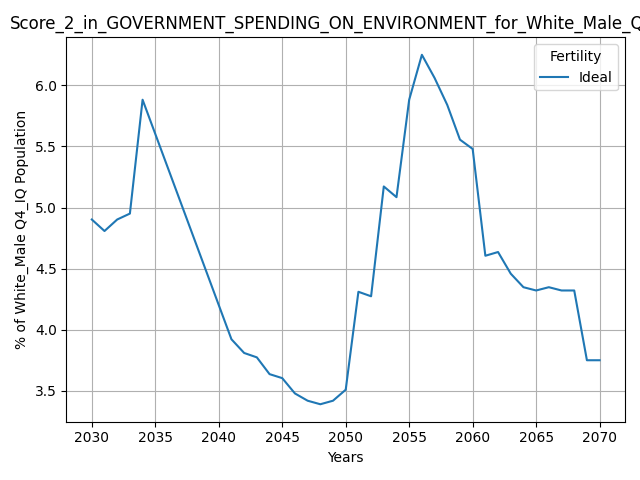 Score_2_in_GOVERNMENT_SPENDING_ON_ENVIRONMENT_for_White_Male_Q
Fertility
Ideal
6.0
5.5
5.0
4.5
4.0
3.5
% of White_Male Q4_IQ Population
2030 2035 2040 2045 2050 2055 2060 2065 2070
Years